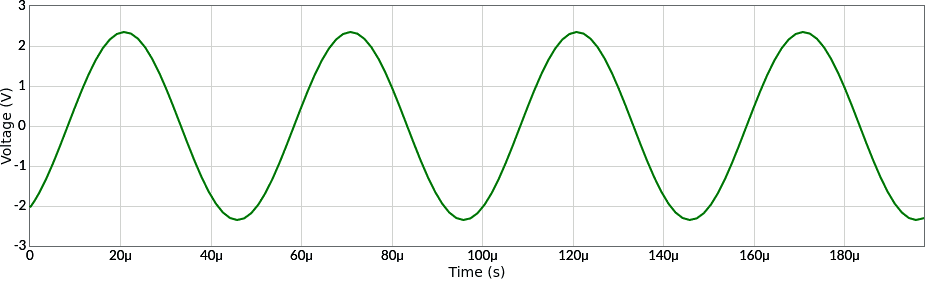 3
2
1
0
-1
-2
-3
Voltage (V)
0
20µ
40µ
60µ
80µ
100µ
120µ
140µ
160µ
180µ
Time (s)